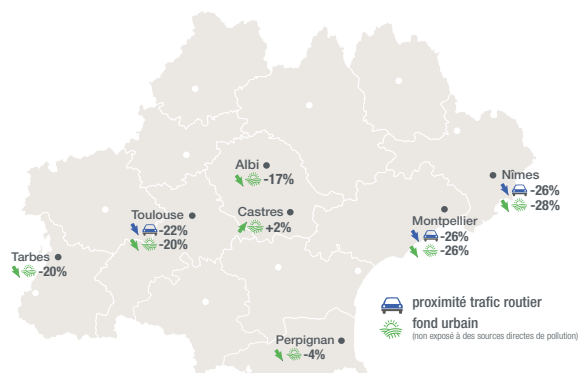 Albi
-17%
Nîmes
-26%
-28%
Toulouse
-22%
-20%
Castres
+2%
Montpellier
-26%
-26%
Tarbes
-20%
proximité trafic routier
fond urbain
(non exposé à des sources directes de pollution)
Perpignan
-4%